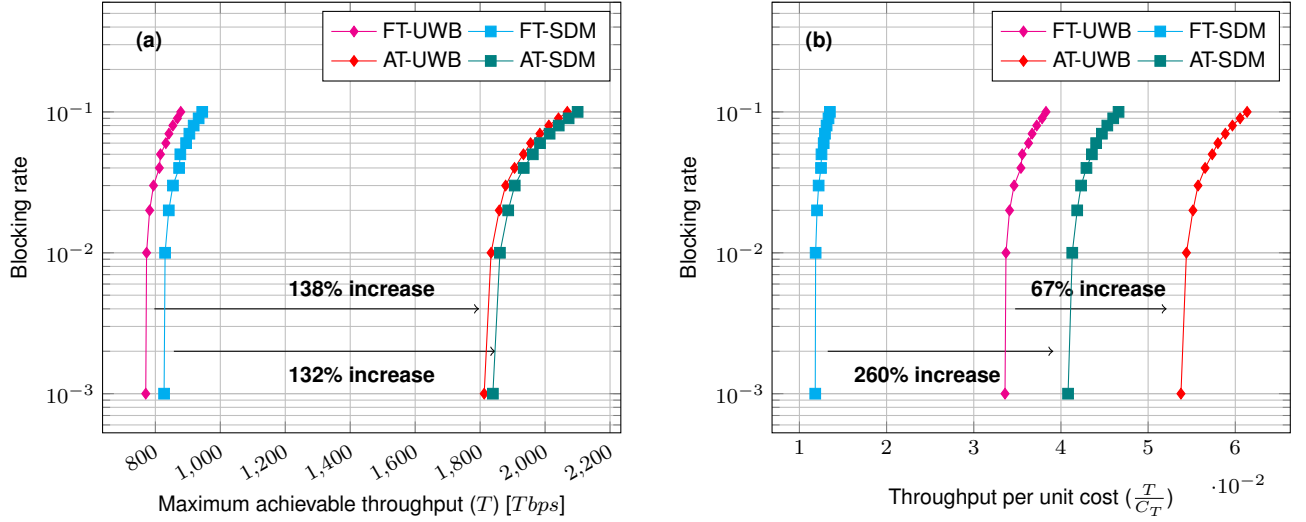 (a)
FT-UWB FT-SDM
AT-UWB AT-SDM
Blocking rate
10^{-1}
10^{-2}
10^{-3}
138% increase
132% increase
800 1,000 1,200 1,400 1,600 1,800 2,000 2,200
Maximum achievable throughput (T) [Tbps]
(b)
FT-UWB FT-SDM
AT-UWB AT-SDM
Blocking rate
10^{-1}
10^{-2}
10^{-3}
67% increase
260% increase
1 2 3 4 5 6
·10^{-2}
Throughput per unit cost (\frac{T}{C_T})